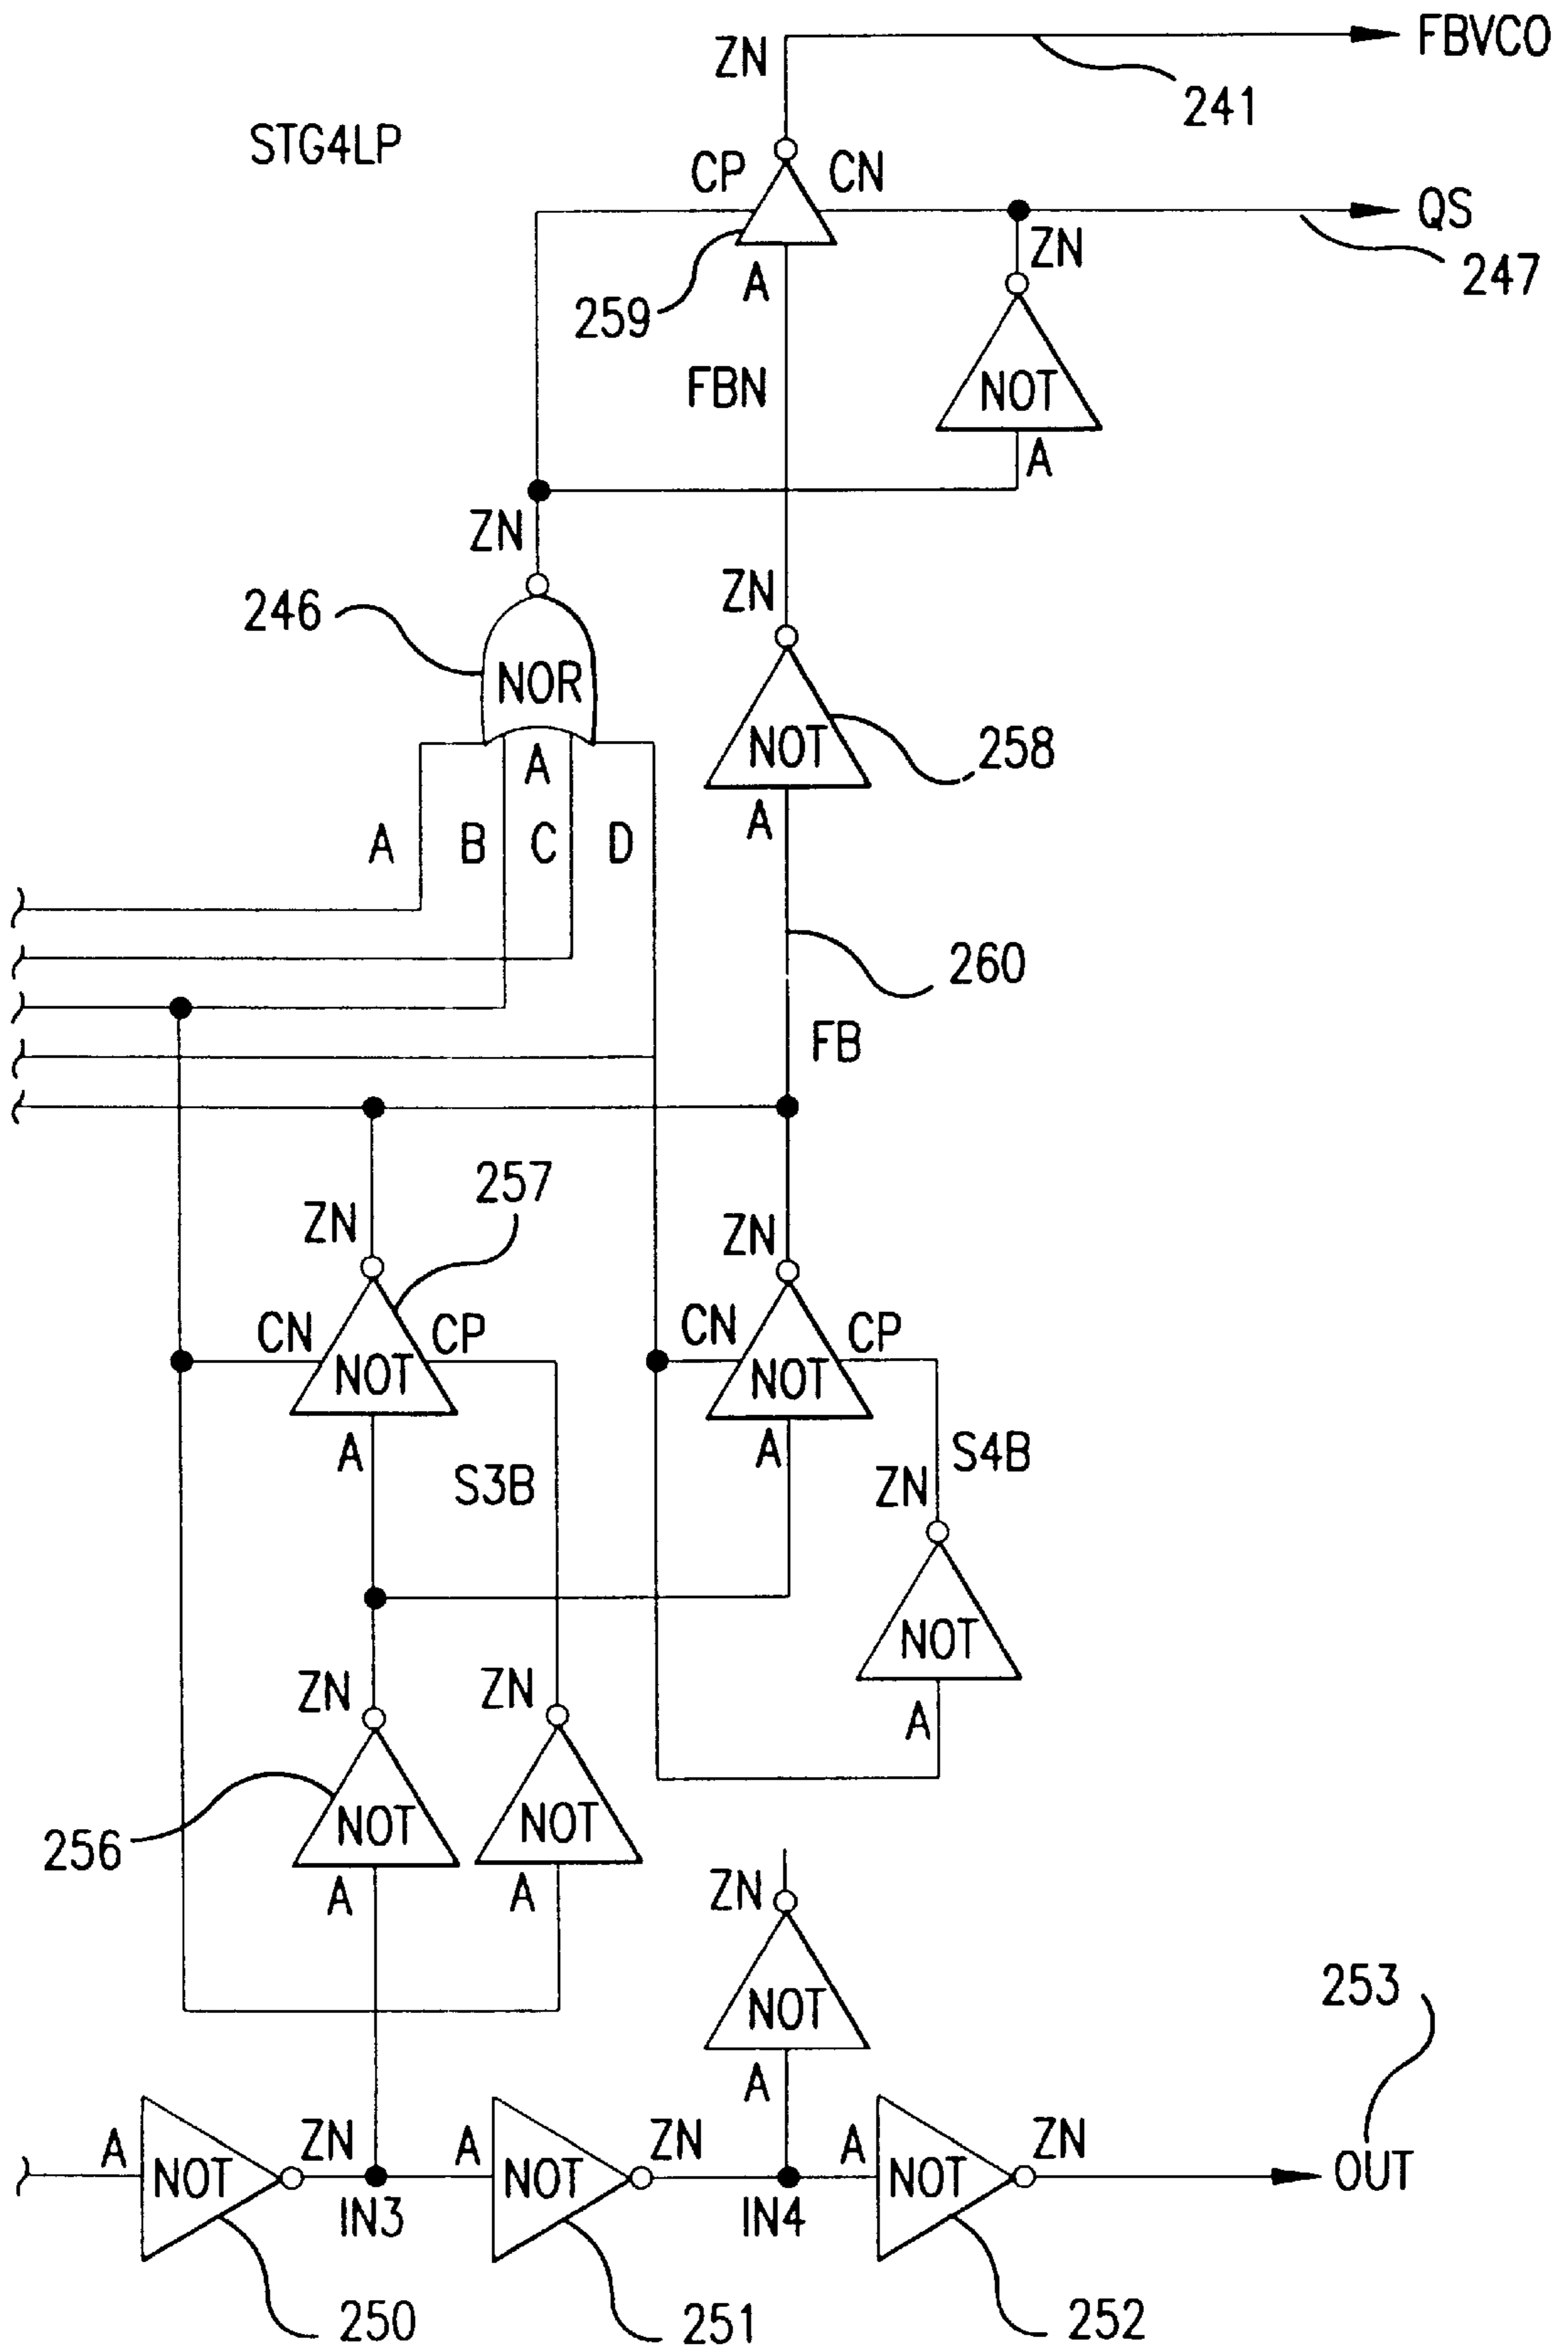 FBVCO
ZN
241
STG4LP
CP
CN
QS
ZN
247
A
259
FBN
NOT
A
ZN
ZN
246
NOR
NOT
258
A
A
A
B
C
D
260
FB
257
ZN
ZN
CN
CP
CN
CP
NOT
NOT
A
A
S4B
S3B
ZN
NOT
ZN
ZN
A
NOT
NOT
256
ZN
A
A
253
NOT
A
A
ZN
A
ZN
A
ZN
NOT
NOT
NOT
OUT
IN3
IN4
250
251
252